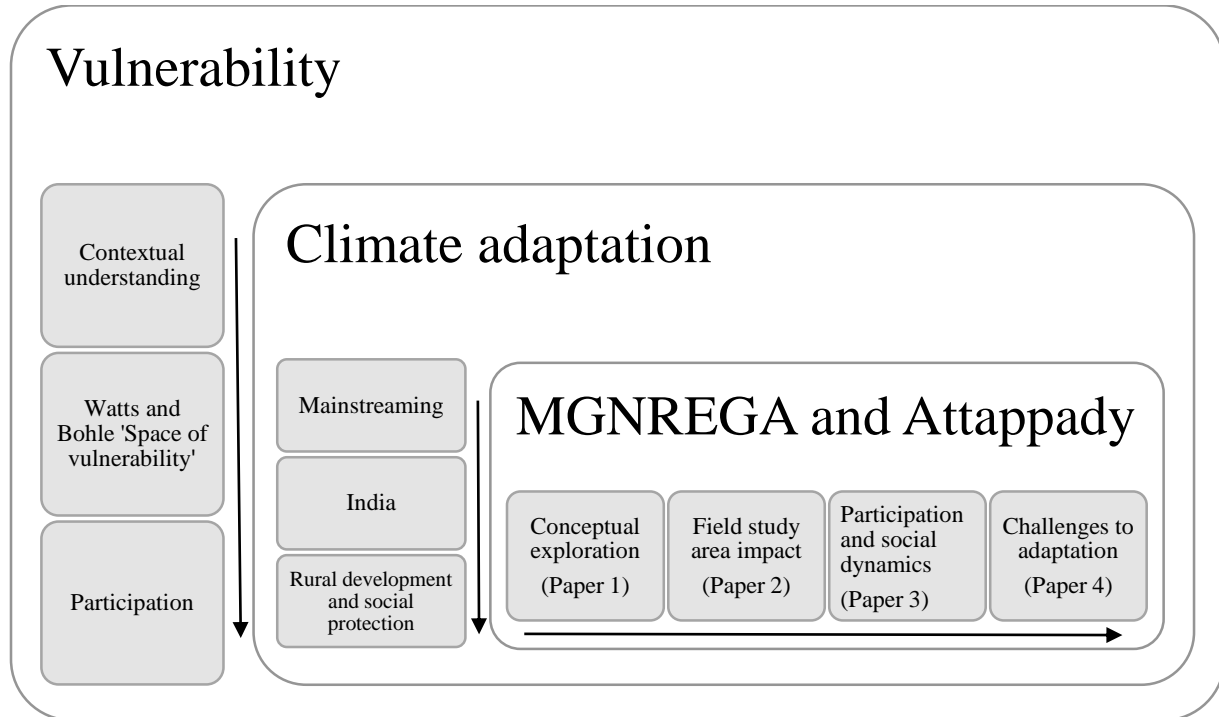 Vulnerability
Contextual
understanding
Watts and
Bohle 'Space of
vulnerability'
Participation
Climate adaptation
Mainstreaming
India
Rural development
and social
protection
MGNREGA and Attappady
Conceptual
exploration
(Paper 1)
Field study
area impact
(Paper 2)
Participation
and social
dynamics
(Paper 3)
Challenges to
adaptation
(Paper 4)